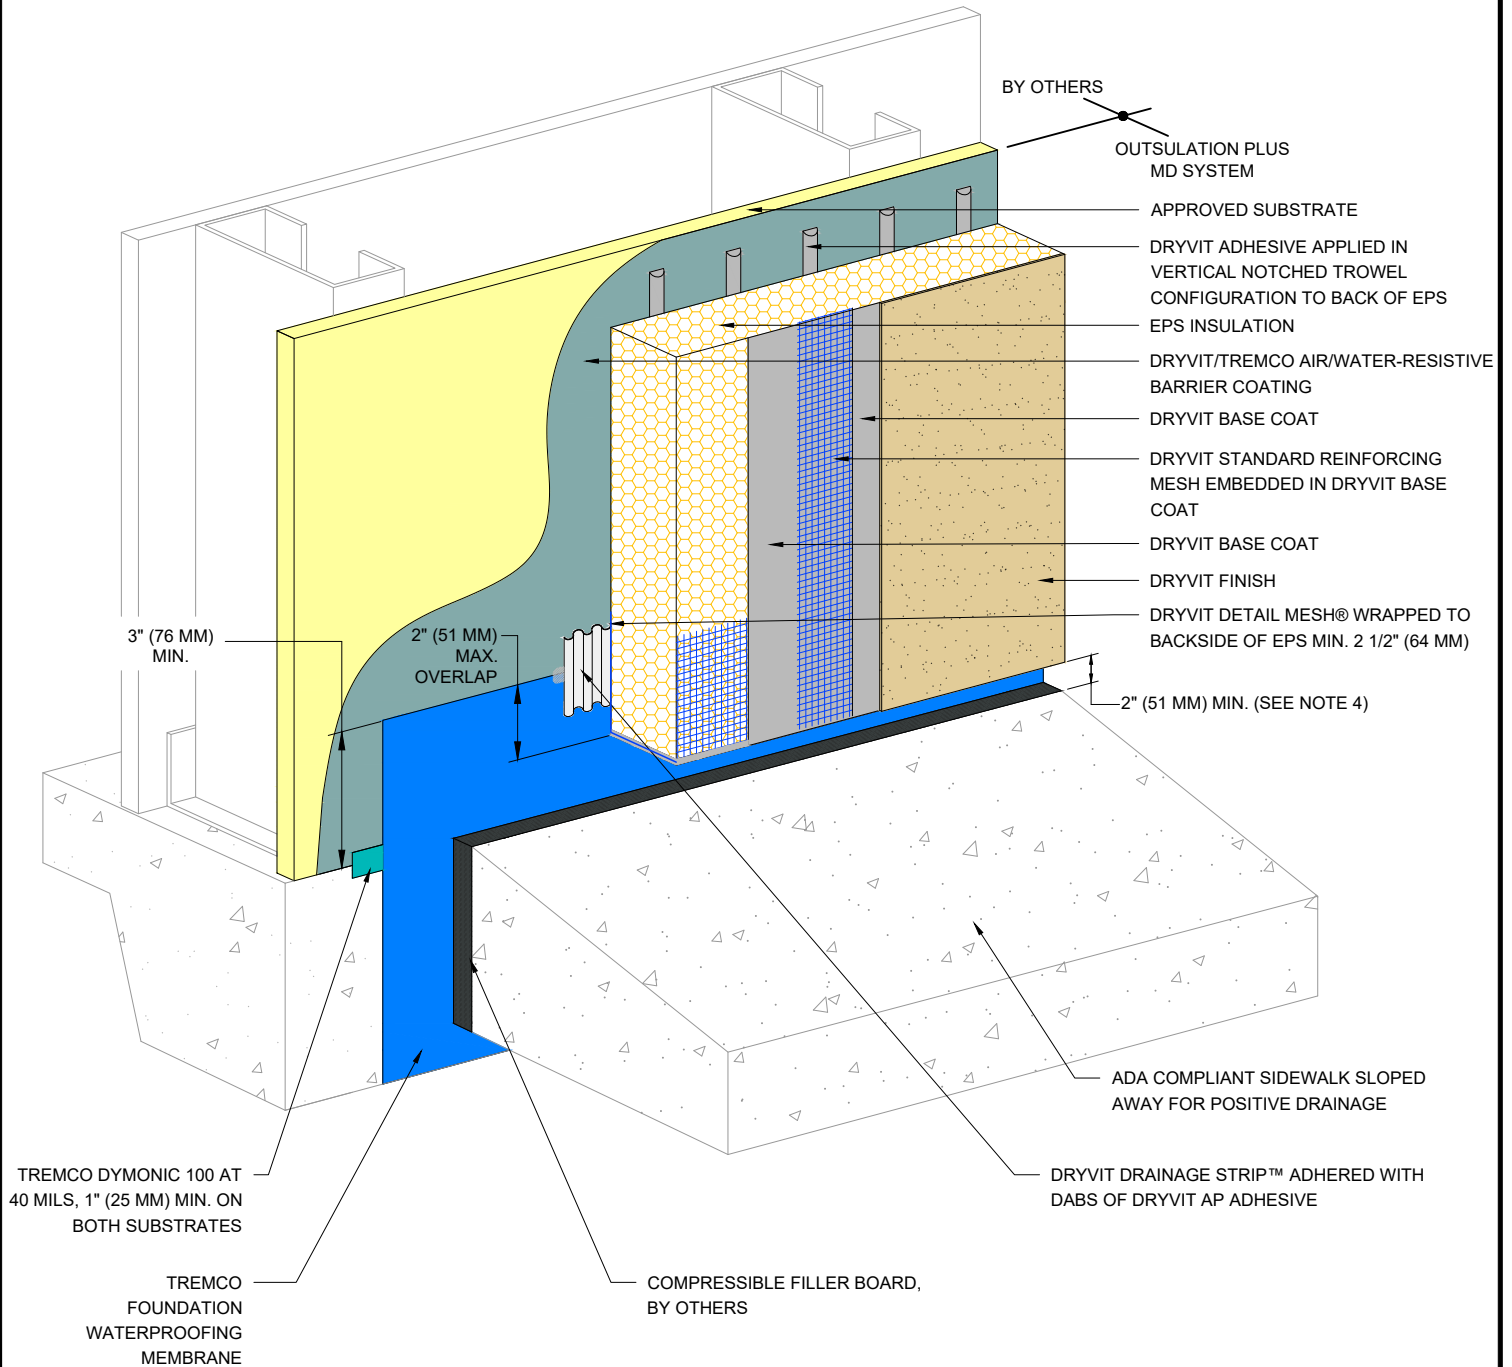 BY OTHERS
OUTSULATION PLUS
MD SYSTEM
APPROVED SUBSTRATE
DRYVIT ADHESIVE APPLIED IN
VERTICAL NOTCHED TROWEL
CONFIGURATION TO BACK OF EPS
EPS INSULATION
DRYVIT/TREMCO AIR/WATER-RESISTIVE
BARRIER COATING
DRYVIT BASE COAT
DRYVIT STANDARD REINFORCING
MESH EMBEDDED IN DRYVIT BASE
COAT
DRYVIT BASE COAT
DRYVIT FINISH
DRYVIT DETAIL MESH® WRAPPED TO
BACKSIDE OF EPS MIN. 2 1/2" (64 MM)
3" (76 MM)
MIN.
2" (51 MM)
MAX.
OVERLAP
2" (51 MM) MIN. (SEE NOTE 4)
ADA COMPLIANT SIDEWALK SLOPED
AWAY FOR POSITIVE DRAINAGE
TREMCO DYMONIC 100 AT
40 MILS, 1" (25 MM) MIN. ON
BOTH SUBSTRATES
DRYVIT DRAINAGE STRIP™ ADHERED WITH
DABS OF DRYVIT AP ADHESIVE
TREMCO
FOUNDATION
WATERPROOFING
MEMBRANE
COMPRESSIBLE FILLER BOARD,
BY OTHERS